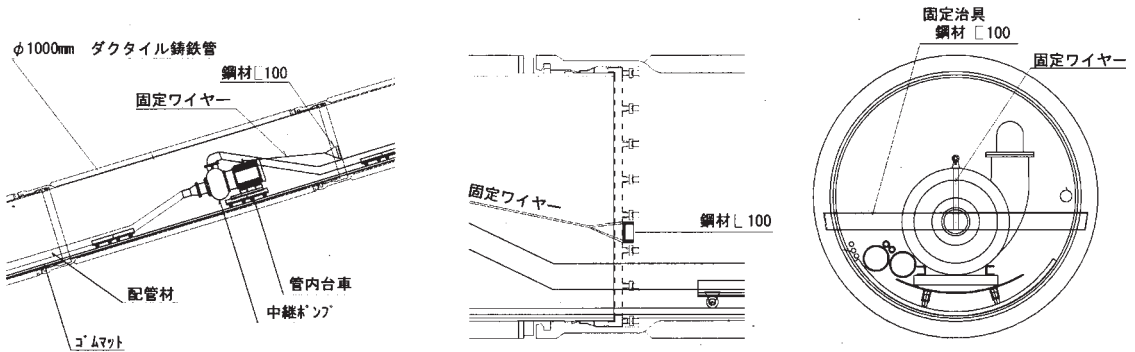 φ1000mm ダクタイル鋳鉄管
鋼材[100
固定ワイヤー
管内台車
中継ポンプ
配管材
ゴムマット
固定ワイヤー
鋼材[100
固定治具
鋼材 [100
固定ワイヤー